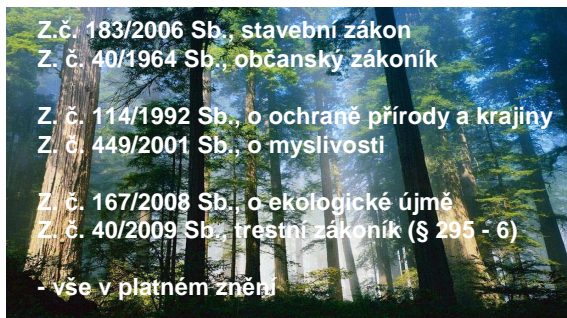 Z.č. 183/2006 Sb., stavební zákon
Z. č. 40/1964 Sb., občanský zákoník
Z. č. 114/1992 Sb., o ochraně přírody a krajiny
Z. č. 449/2001 Sb., o myslivosti
Z. č. 167/2008 Sb., o ekologické újmě
Z. č. 40/2009 Sb., trestní zákoník (§ 295 - 6)
- vše v platném znění